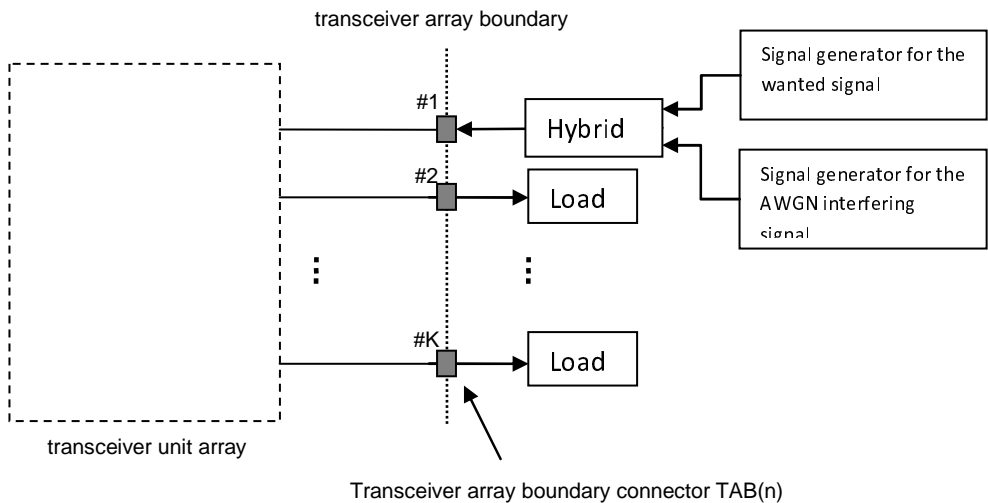 transceiver array boundary
Signal generator for the
wanted signal
#1
Hybrid
Signal generator for the
AWGN interfering
signal
#2
Load
#K
Load
transceiver unit array
Transceiver array boundary connector TAB(n)